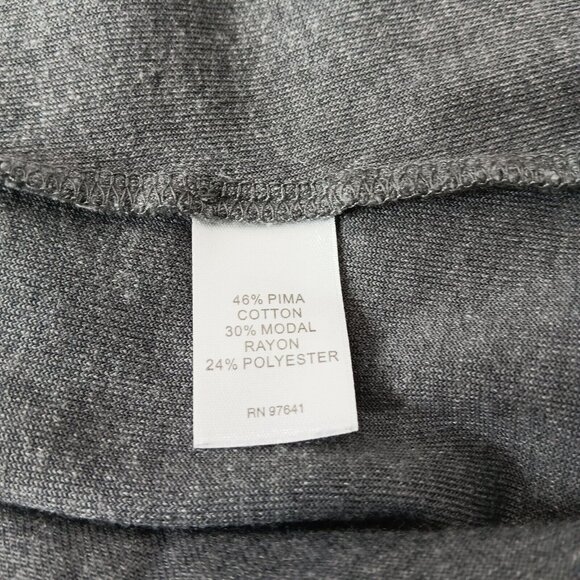 46% PIMA
COTTON
30% MODAL
RAYON
24% POLYESTER
RN 97641